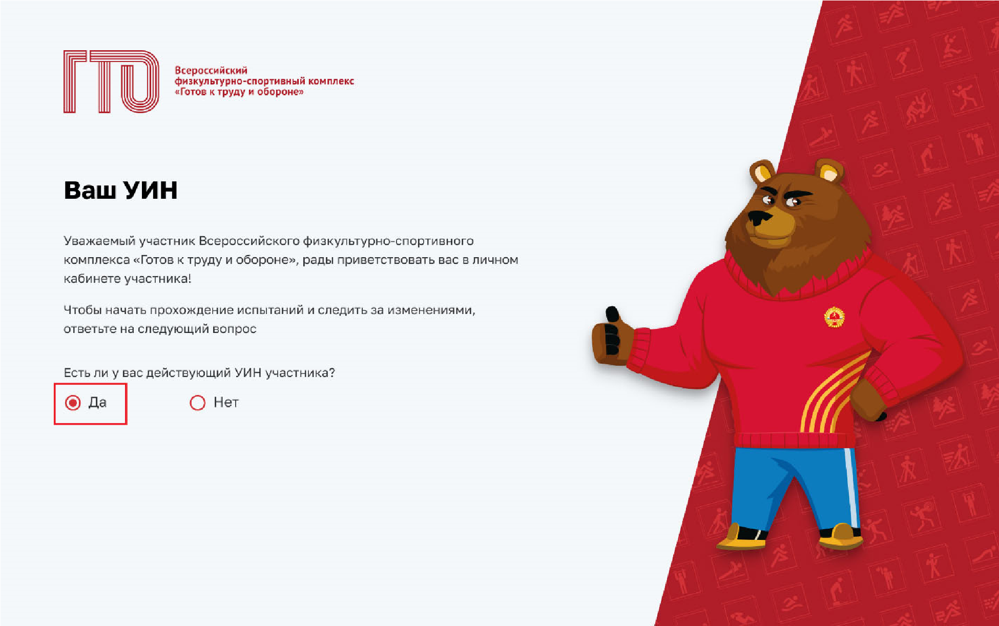 ГТО
Всероссийский
физкультурно-спортивный комплекс
«Готов к труду и обороне»
Ваш УИН
Уважаемый участник Всероссийского физкультурно-спортивного
комплекса «Готов к труду и обороне», рады приветствовать вас в личном
кабинете участника!
Чтобы начать прохождение испытаний и следить за изменениями,
ответьте на следующий вопрос
Есть ли у вас действующий УИН участника?
Да Нет